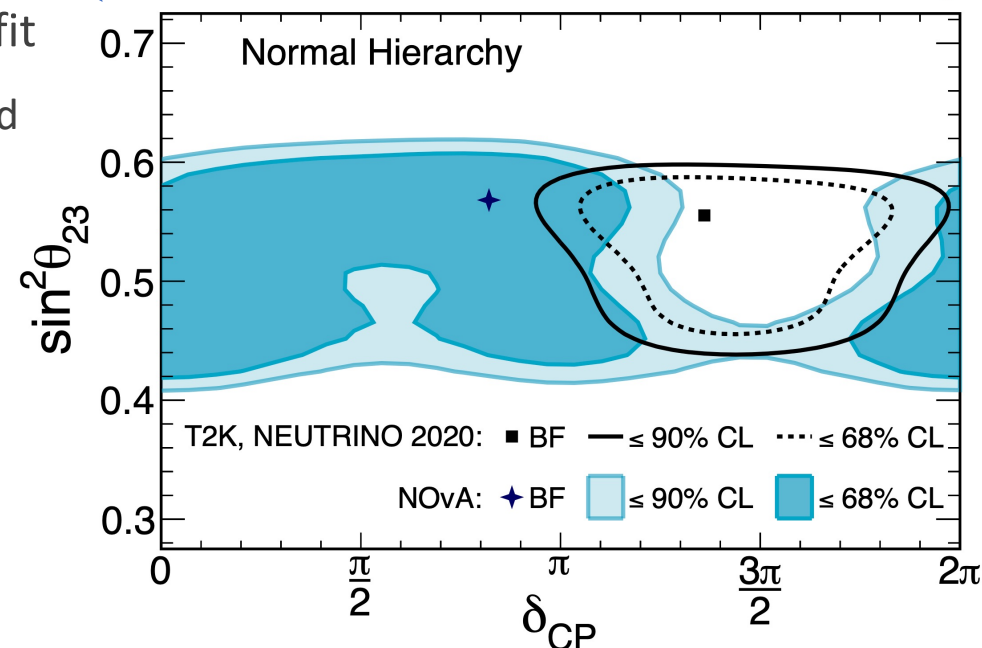 fit
d
Normal Hierarchy
0.7
0.6
0.5
0.4
0.3
sin²θ₂₃
T2K, NEUTRINO 2020: BF ≤ 90% CL ≤ 68% CL
NOvA: BF ≤ 90% CL ≤ 68% CL
0 π/2 π 3π/2 2π
δCP